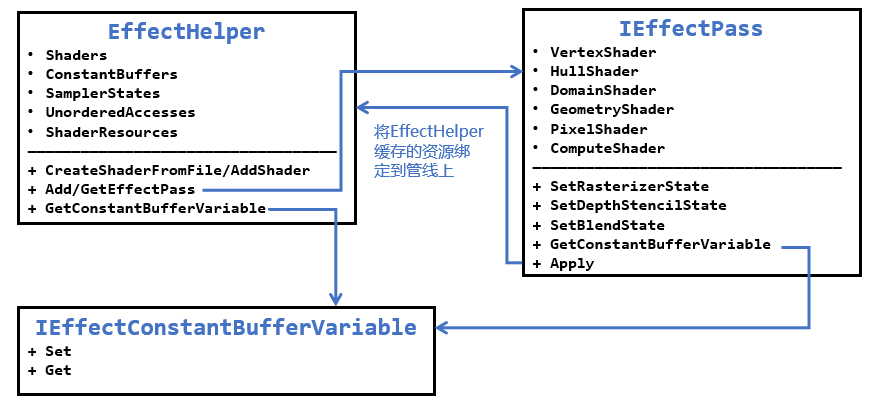 EffectHelper
• Shaders
• ConstantBuffers
• SamplerStates
• UnorderedAccesses
• ShaderResources
+ CreateShaderFromFile/AddShader
+ Add/GetEffectPass
+ GetConstantBufferVariable
将EffectHelper
缓存的资源绑
定到管线上
IEffectPass
• VertexShader
• HullShader
• DomainShader
• GeometryShader
• PixelShader
• ComputeShader
+ SetRasterizerState
+ SetDepthStencilState
+ SetBlendState
+ GetConstantBufferVariable
+ Apply
IEffectConstantBufferVariable
+ Set
+ Get